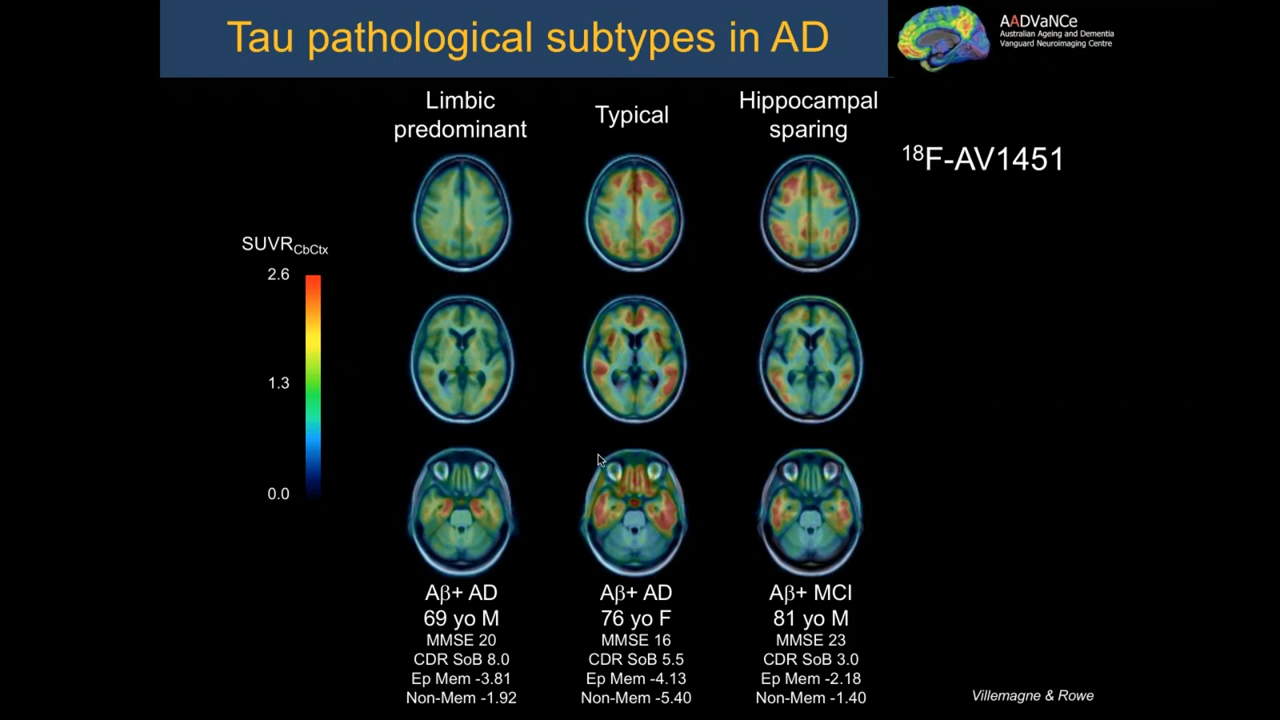 Tau pathological subtypes in AD
AADVaNCe
Australian Ageing and Dementia
Vanguard Neuroimaging Centre
Limbic
predominant
Typical
Hippocampal
sparing
18F-AV1451
SUVRCbCtx
2.6
1.3
0.0
Aβ+ AD
69 yo M
MMSE 20
CDR SoB 8.0
Ep Mem -3.81
Non-Mem -1.92
Aβ+ AD
76 yo F
MMSE 16
CDR SoB 5.5
Ep Mem -4.13
Non-Mem -5.40
Aβ+ MCI
81 yo M
MMSE 23
CDR SoB 3.0
Ep Mem -2.18
Non-Mem -1.40
Villemagne & Rowe